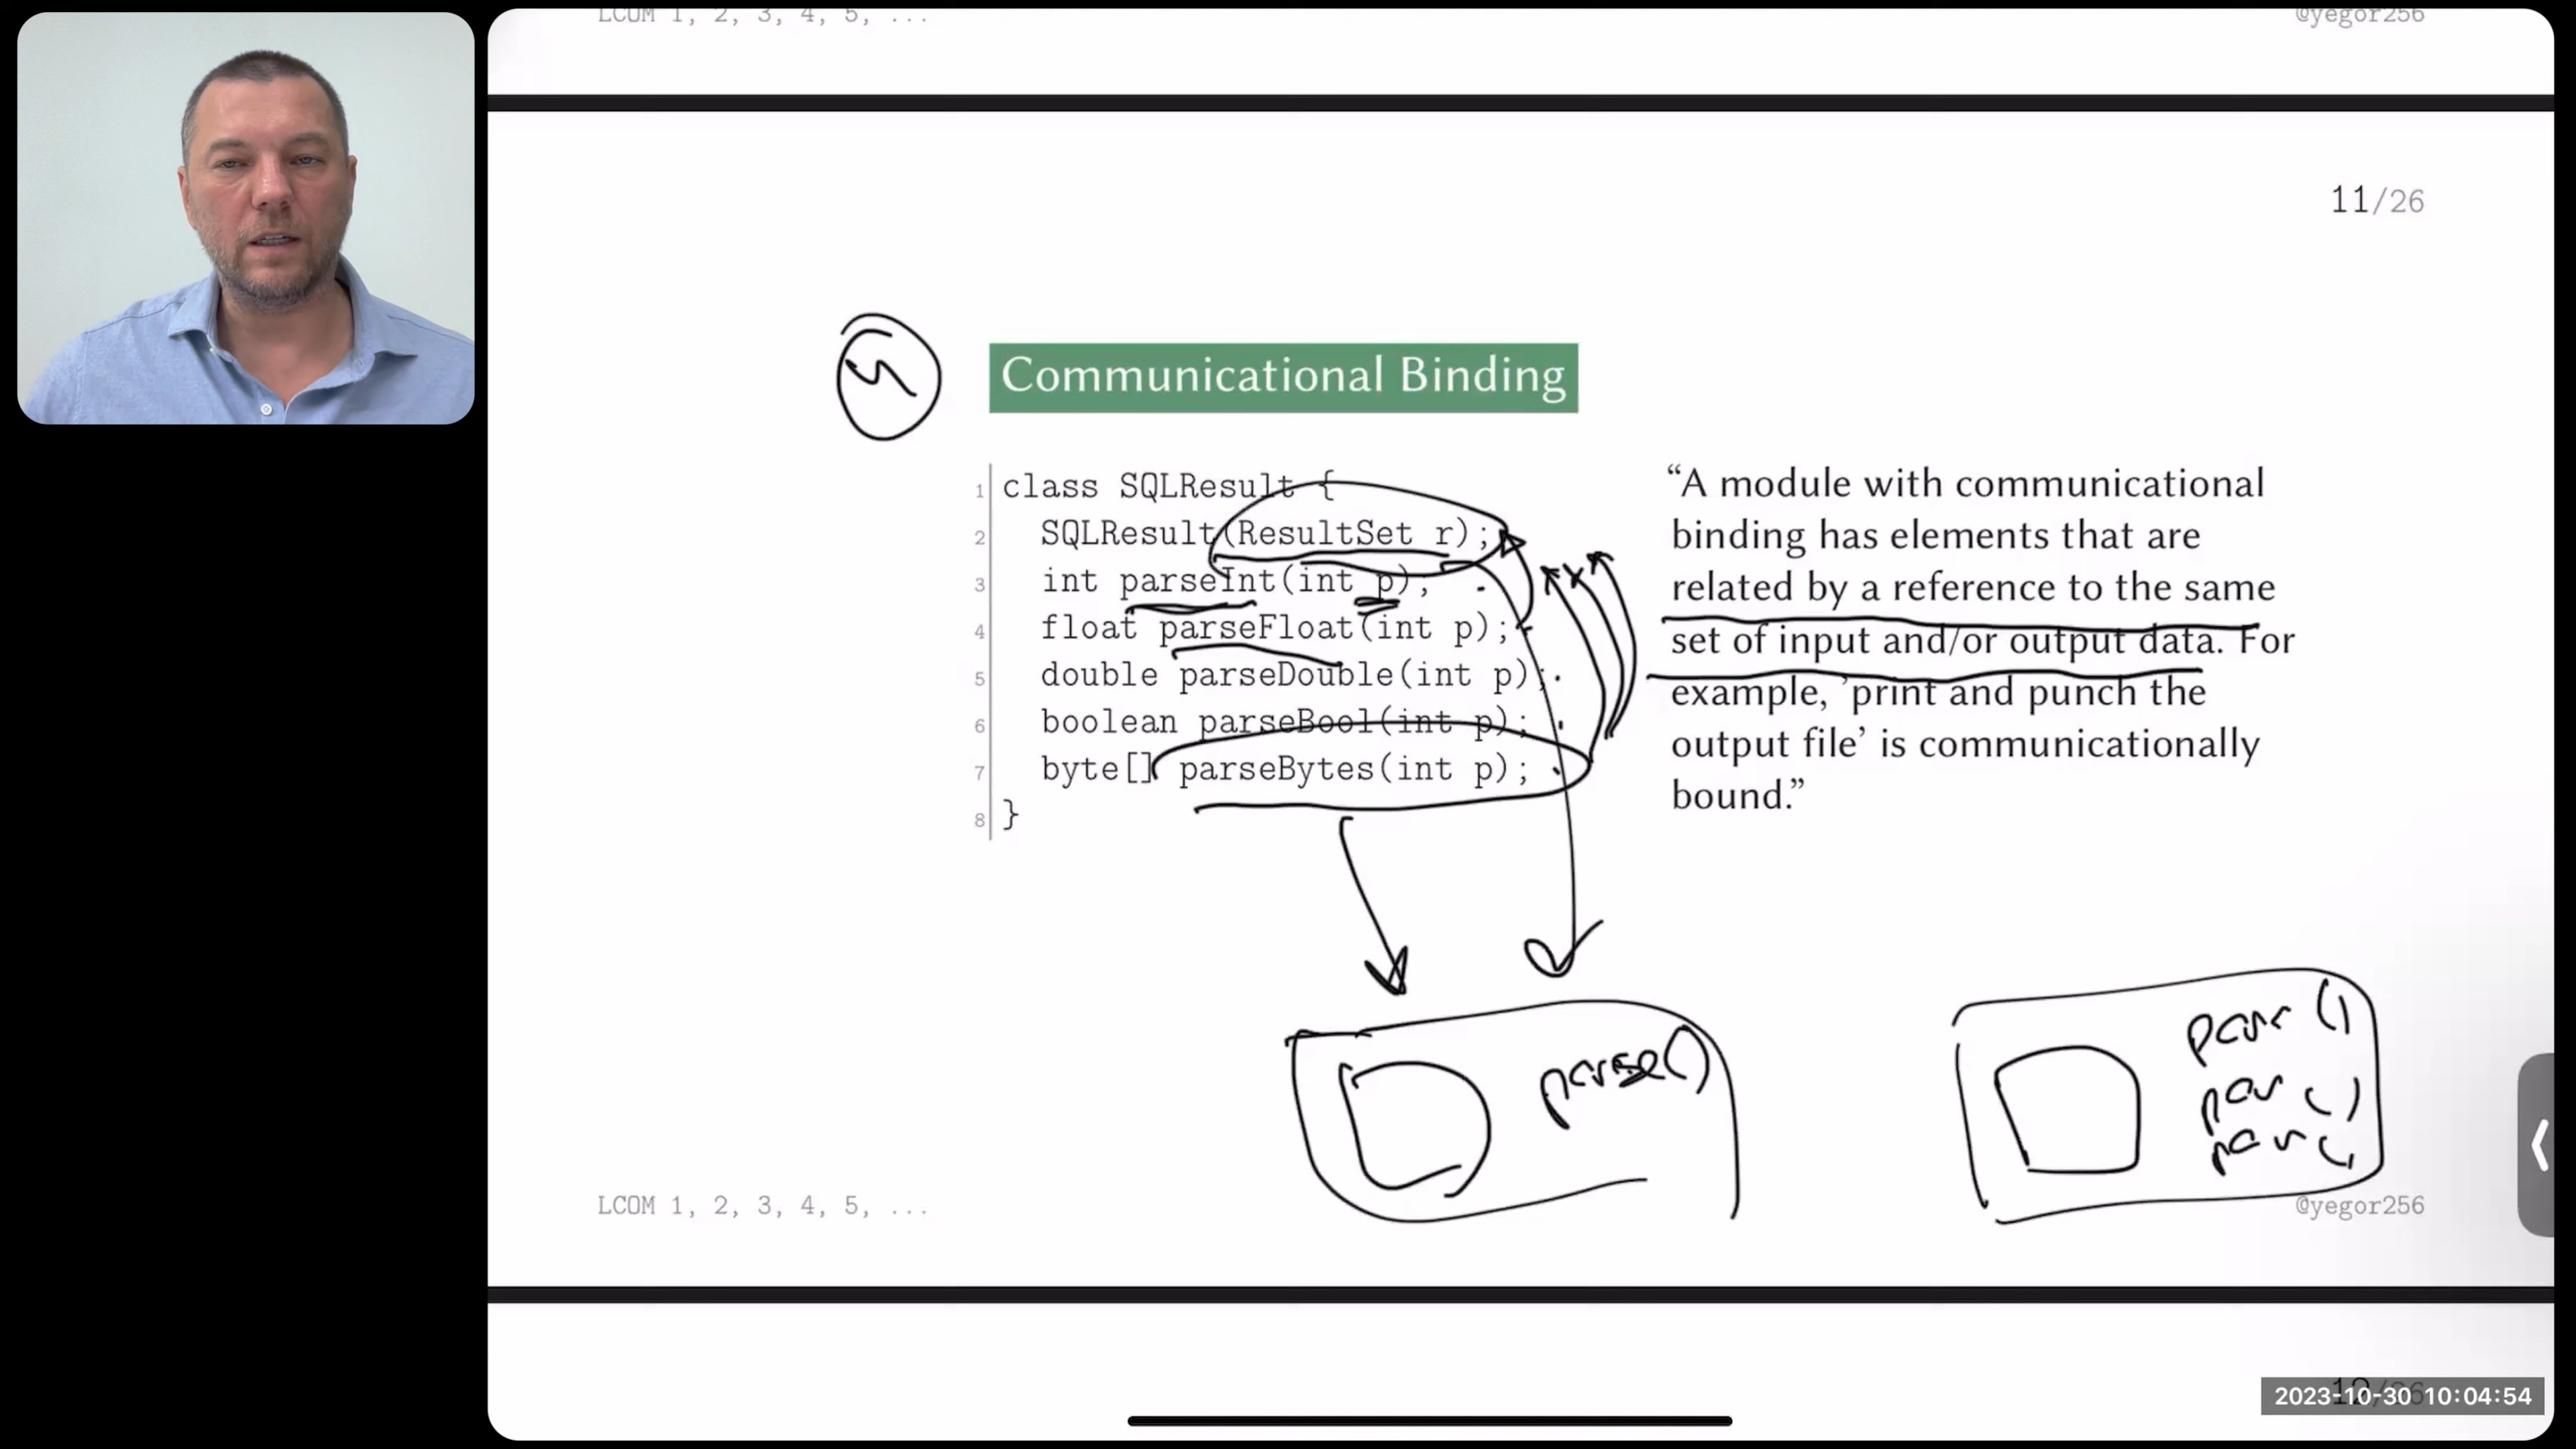 LCOM 1, 2, 3, 4, 5, ...
@yegor256
11/26
5
Communicational Binding
1 class SQLResult {
2 SQLResult(ResultSet r);
3 int parseInt(int p);
4 float parseFloat(int p);
5 double parseDouble(int p);
6 boolean parseBool(int p);
7 byte[] parseBytes(int p);
8 }
“A module with communicational
binding has elements that are
related by a reference to the same
set of input and/or output data. For
example, ’print and punch the
output file’ is communicationally
bound.”
parse()
LCOM 1, 2, 3, 4, 5, ...
@yegor256
2023-10-30 10:04:54